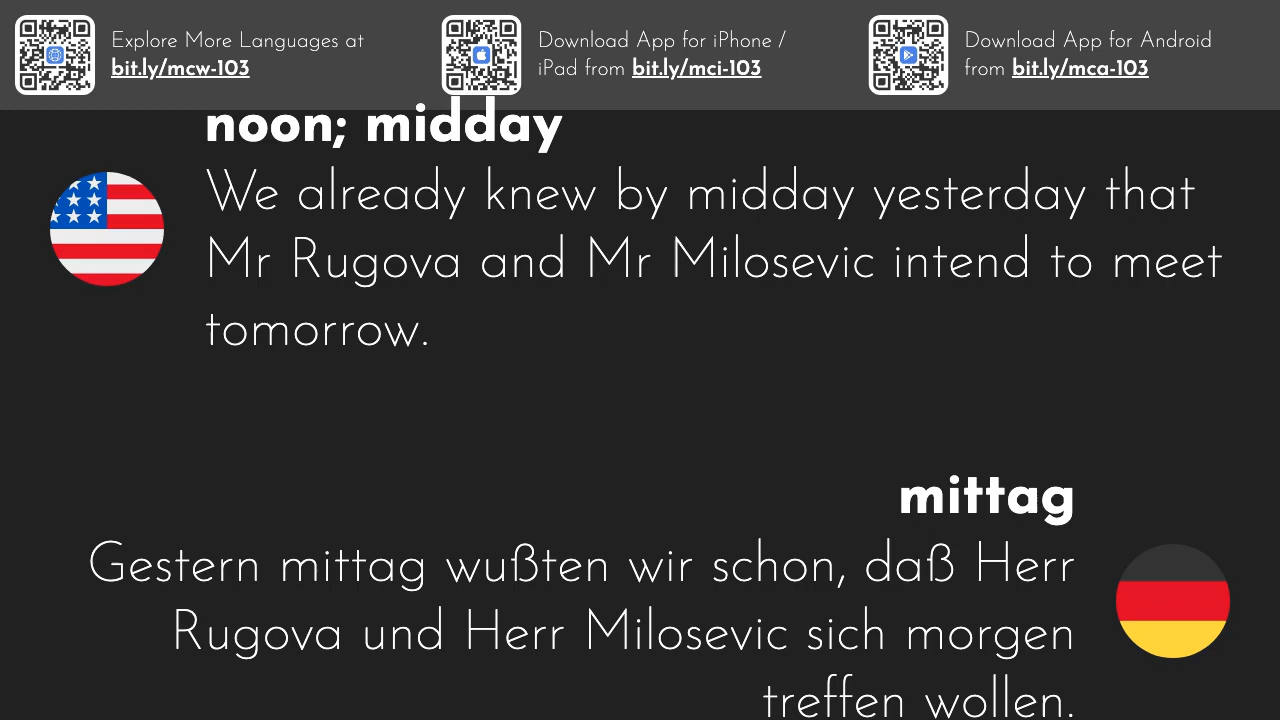 Explore More Languages at
bit.ly/mcw-103
Download App for iPhone /
iPad from bit.ly/mci-103
Download App for Android
from bit.ly/mca-103
noon; midday
We already knew by midday yesterday that
Mr Rugova and Mr Milosevic intend to meet
tomorrow.
mittag
Gestern mittag wußten wir schon, daß Herr
Rugova und Herr Milosevic sich morgen
treffen wollen.